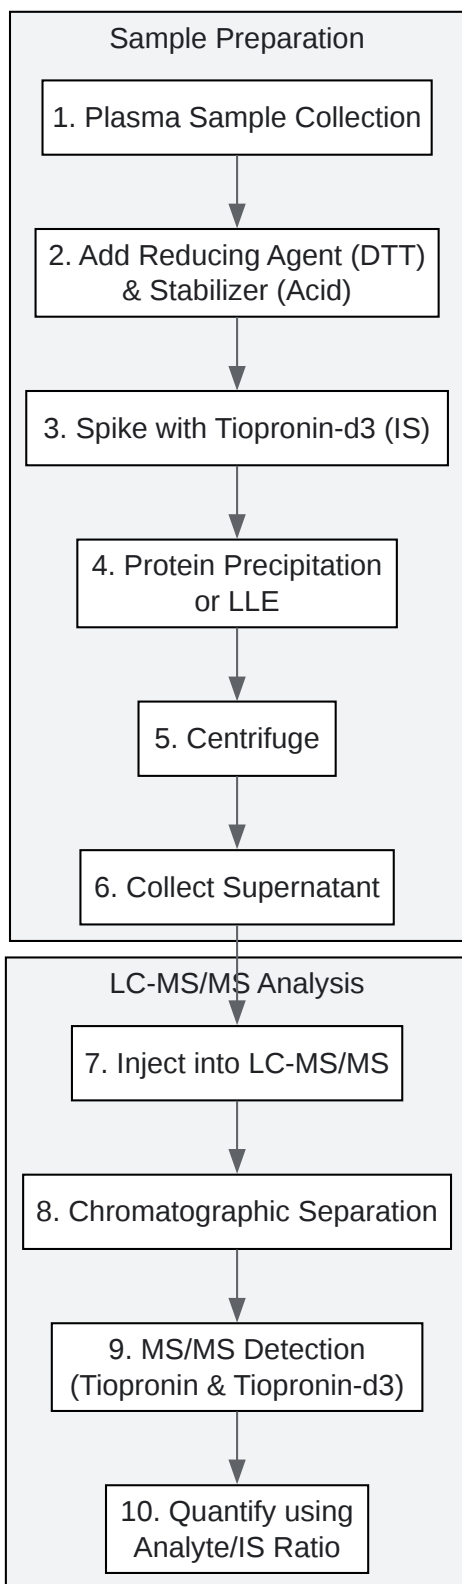 Sample Preparation
1. Plasma Sample Collection
2. Add Reducing Agent (DTT)
& Stabilizer (Acid)
3. Spike with Tiopronin-d3 (IS)
4. Protein Precipitation
or LLE
5. Centrifuge
6. Collect Supernatant
LC-MS/MS Analysis
7. Inject into LC-MS/MS
8. Chromatographic Separation
9. MS/MS Detection
(Tiopronin & Tiopronin-d3)
10. Quantify using
Analyte/IS Ratio